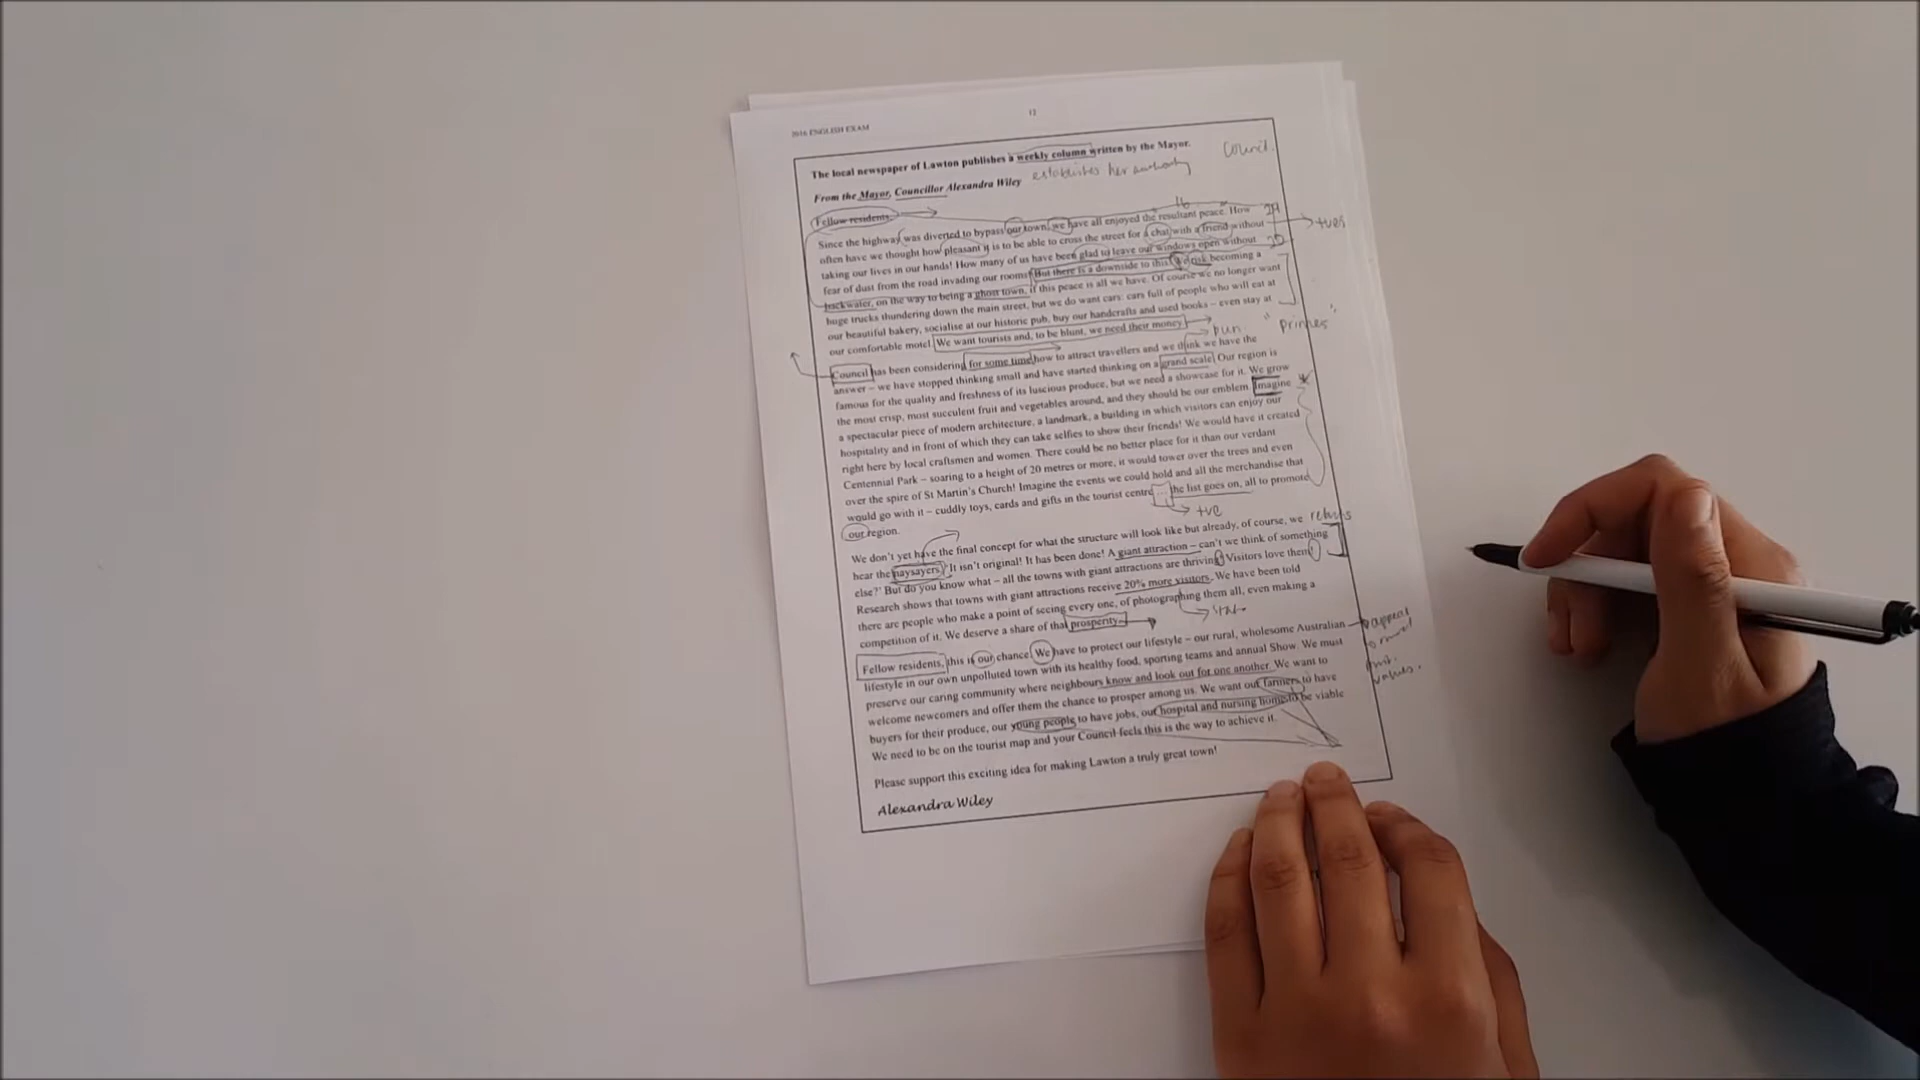 2016 ENGLISH EXAM
12
The local newspaper of Lawton publishes a weekly column written by the Mayor.
Council.
From the Mayor, Councillor Alexandra Wiley
establishes her authority
Fellow residents,
Since the highway was diverted to bypass our town, we have all enjoyed the resultant peace. How
often have we thought how pleasant it is to be able to cross the street for a chat with a friend without
+ves
taking our lives in our hands! How many of us have been glad to leave our windows open without
fear of dust from the road invading our rooms! But there is a downside to this. We risk becoming a
backwater, on the way to being a ghost town, if this peace is all we have. Of course we no longer want
huge trucks thundering down the main street, but we do want cars: cars full of people who will eat at
our beautiful bakery, socialise at our historic pub, buy our handcrafts and used books – even stay at
our comfortable motel. We want tourists and, to be blunt, we need their money.
pun
Council has been considering for some time how to attract travellers and we think we have the
answer – we have stopped thinking small and have started thinking on a grand scale. Our region is
famous for the quality and freshness of its luscious produce, but we need a showcase for it. We grow
the most crisp, most succulent fruit and vegetables around, and they should be our emblem. Imagine
a spectacular piece of modern architecture, a landmark, a building in which visitors can enjoy our
hospitality and in front of which they can take selfies to show their friends! We would have it created
right here by local craftsmen and women. There could be no better place for it than our verdant
Centennial Park – soaring to a height of 20 metres or more, it would tower over the trees and even
over the spire of St Martin's Church! Imagine the events we could hold and all the merchandise that
would go with it – cuddly toys, cards and gifts in the tourist centre … the list goes on, all to promote
our region.
+ve
We don't yet have the final concept for what the structure will look like but already, of course, we
hear the naysayers. 'It isn't original! It has been done! A giant attraction – can't we think of something
else?' But do you know what – all the towns with giant attractions are thriving! Visitors love them!
Research shows that towns with giant attractions receive 20% more visitors. We have been told
there are people who make a point of seeing every one, of photographing them all, even making a
competition of it. We deserve a share of that prosperity.
Fellow residents, this is our chance. We have to protect our lifestyle – our rural, wholesome Australian
appeal
lifestyle in our own unpolluted town with its healthy food, sporting teams and annual Show. We must
preserve our caring community where neighbours know and look out for one another. We want to
values.
welcome newcomers and offer them the chance to prosper among us. We want our farmers to have
buyers for their produce, our young people to have jobs, our hospital and nursing home to be viable
We need to be on the tourist map and your Council feels this is the way to achieve it.
Please support this exciting idea for making Lawton a truly great town!
Alexandra Wiley